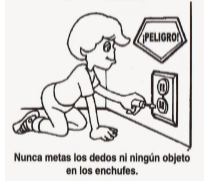 ¡PELIGRO!
Nunca metas los dedos ni ningún objeto
en los enchufes.